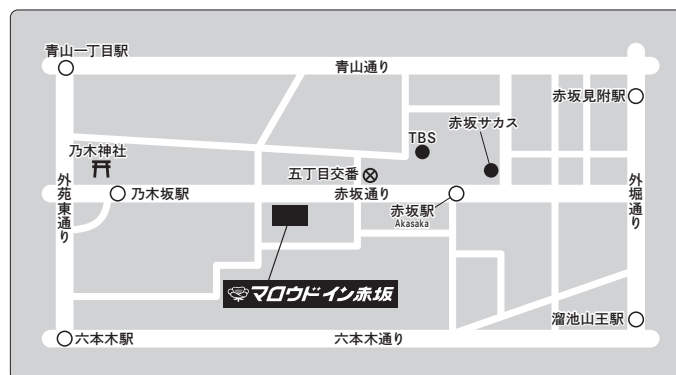 青山一丁目駅
青山通り
赤坂見附駅
赤坂サカス
TBS
乃木神社
五丁目交番
外苑東通り
乃木坂駅
赤坂通り
赤坂駅
Akasaka
外堀通り
マロウドイン赤坂
溜池山王駅
六本木駅
六本木通り